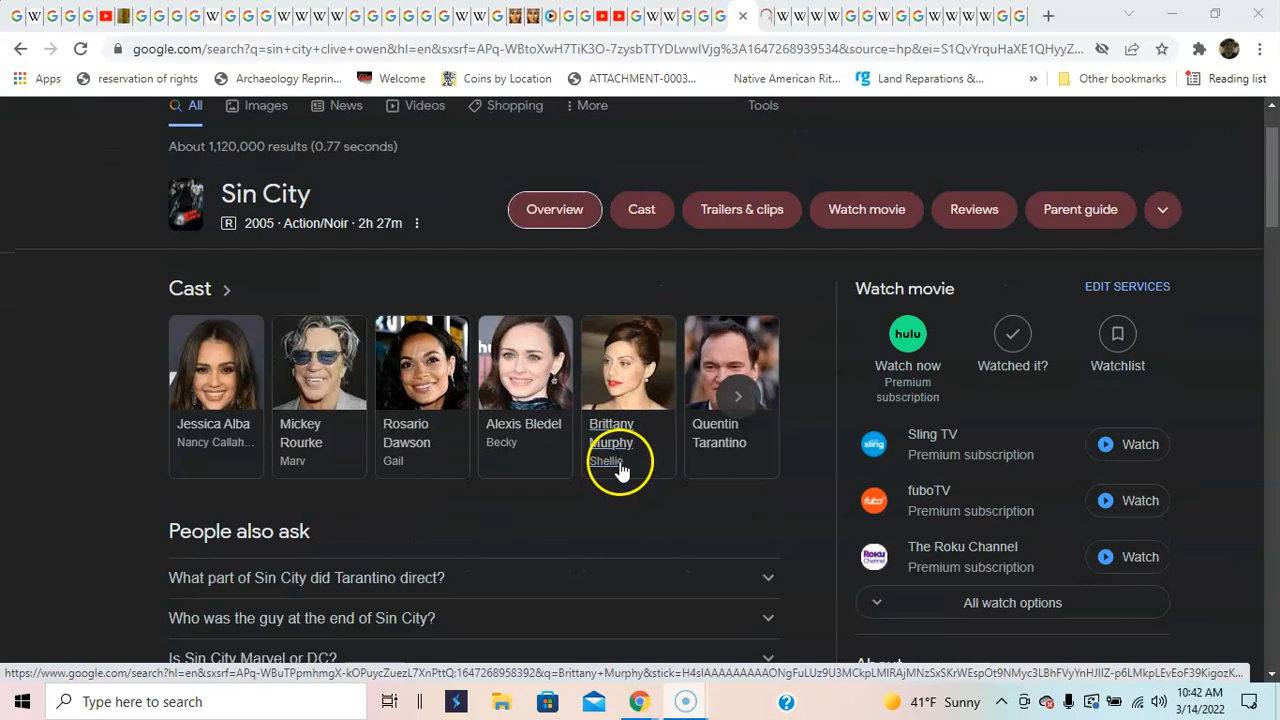 google.com/search?q=sin+city+clive+owen&hl=en&sxsrf=APq-WBtoXwH7TiK3O-7zysbTTYDLwwIVjg%3A1647268939534&source=hp&ei=S1QvYrquHaXE1QHyyZ...
Apps reservation of rights Archaeology Reprin... Welcome Coins by Location ATTACHMENT-0003... Native American Rit... Land Reparations &... » Other bookmarks Reading list
All Images News Videos Shopping More Tools
About 1,120,000 results (0.77 seconds)
Sin City
R 2005 · Action/Noir · 2h 27m
Overview Cast Trailers & clips Watch movie Reviews Parent guide
Cast
Jessica Alba
Nancy Callah...
Mickey
Rourke
Marv
Rosario
Dawson
Gail
Alexis Bledel
Becky
Brittany
Murphy
Shellie
Quentin
Tarantino
People also ask
What part of Sin City did Tarantino direct?
Who was the guy at the end of Sin City?
Is Sin City Marvel or DC?
Watch movie
EDIT SERVICES
hulu
Watch now
Premium
subscription
Watched it?
Watchlist
sling
Sling TV
Premium subscription
Watch
fubo
fuboTV
Premium subscription
Watch
Roku
Channel
The Roku Channel
Premium subscription
Watch
All watch options
About
Type here to search
41°F Sunny
10:42 AM
3/14/2022